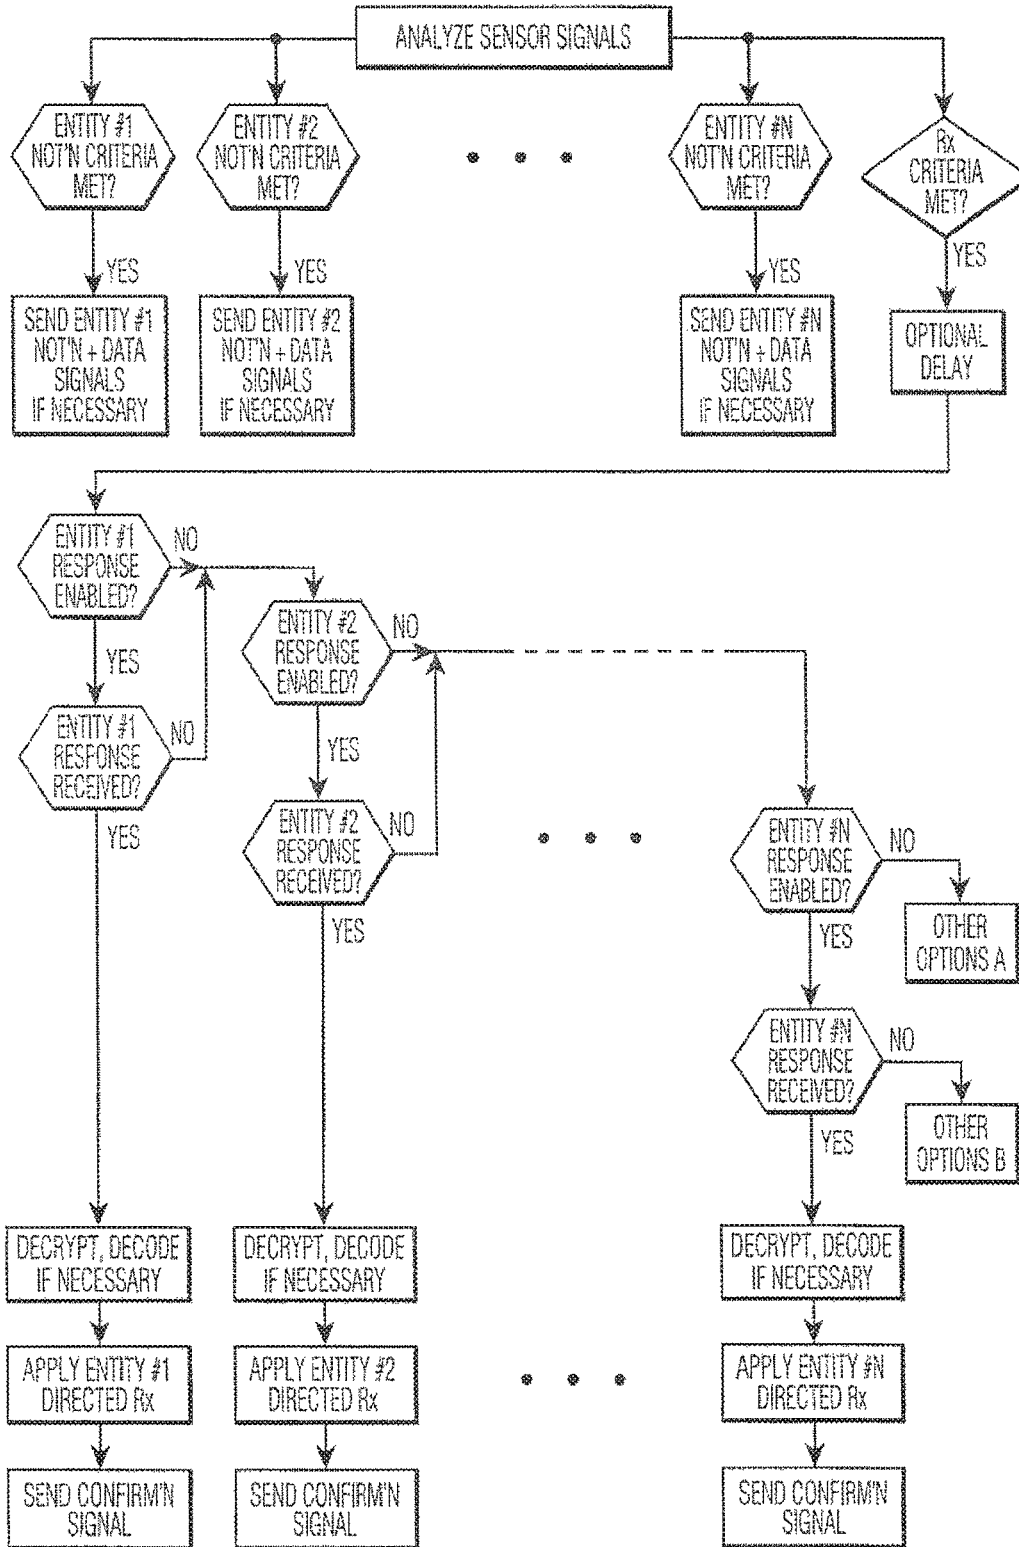 ANALYZE SENSOR SIGNALS
ENTITY #1
NOT'N CRITERIA
MET?
ENTITY #2
NOT'N CRITERIA
MET?
ENTITY #N
NOT'N CRITERIA
MET?
Rx
CRITERIA
MET?
YES
YES
YES
YES
SEND ENTITY #1
NOT'N + DATA
SIGNALS
IF NECESSARY
SEND ENTITY #2
NOT'N + DATA
SIGNALS
IF NECESSARY
SEND ENTITY #N
NOT'N + DATA
SIGNALS
IF NECESSARY
OPTIONAL
DELAY
ENTITY #1
RESPONSE
ENABLED?
NO
YES
ENTITY #2
RESPONSE
ENABLED?
NO
YES
ENTITY #1
RESPONSE
RECEIVED?
NO
YES
ENTITY #2
RESPONSE
RECEIVED?
NO
YES
ENTITY #N
RESPONSE
ENABLED?
NO
YES
OTHER
OPTIONS A
ENTITY #N
RESPONSE
RECEIVED?
NO
YES
OTHER
OPTIONS B
DECRYPT, DECODE
IF NECESSARY
DECRYPT, DECODE
IF NECESSARY
DECRYPT, DECODE
IF NECESSARY
APPLY ENTITY #1
DIRECTED Rx
APPLY ENTITY #2
DIRECTED Rx
APPLY ENTITY #N
DIRECTED Rx
SEND CONFIRM'N
SIGNAL
SEND CONFIRM'N
SIGNAL
SEND CONFIRM'N
SIGNAL